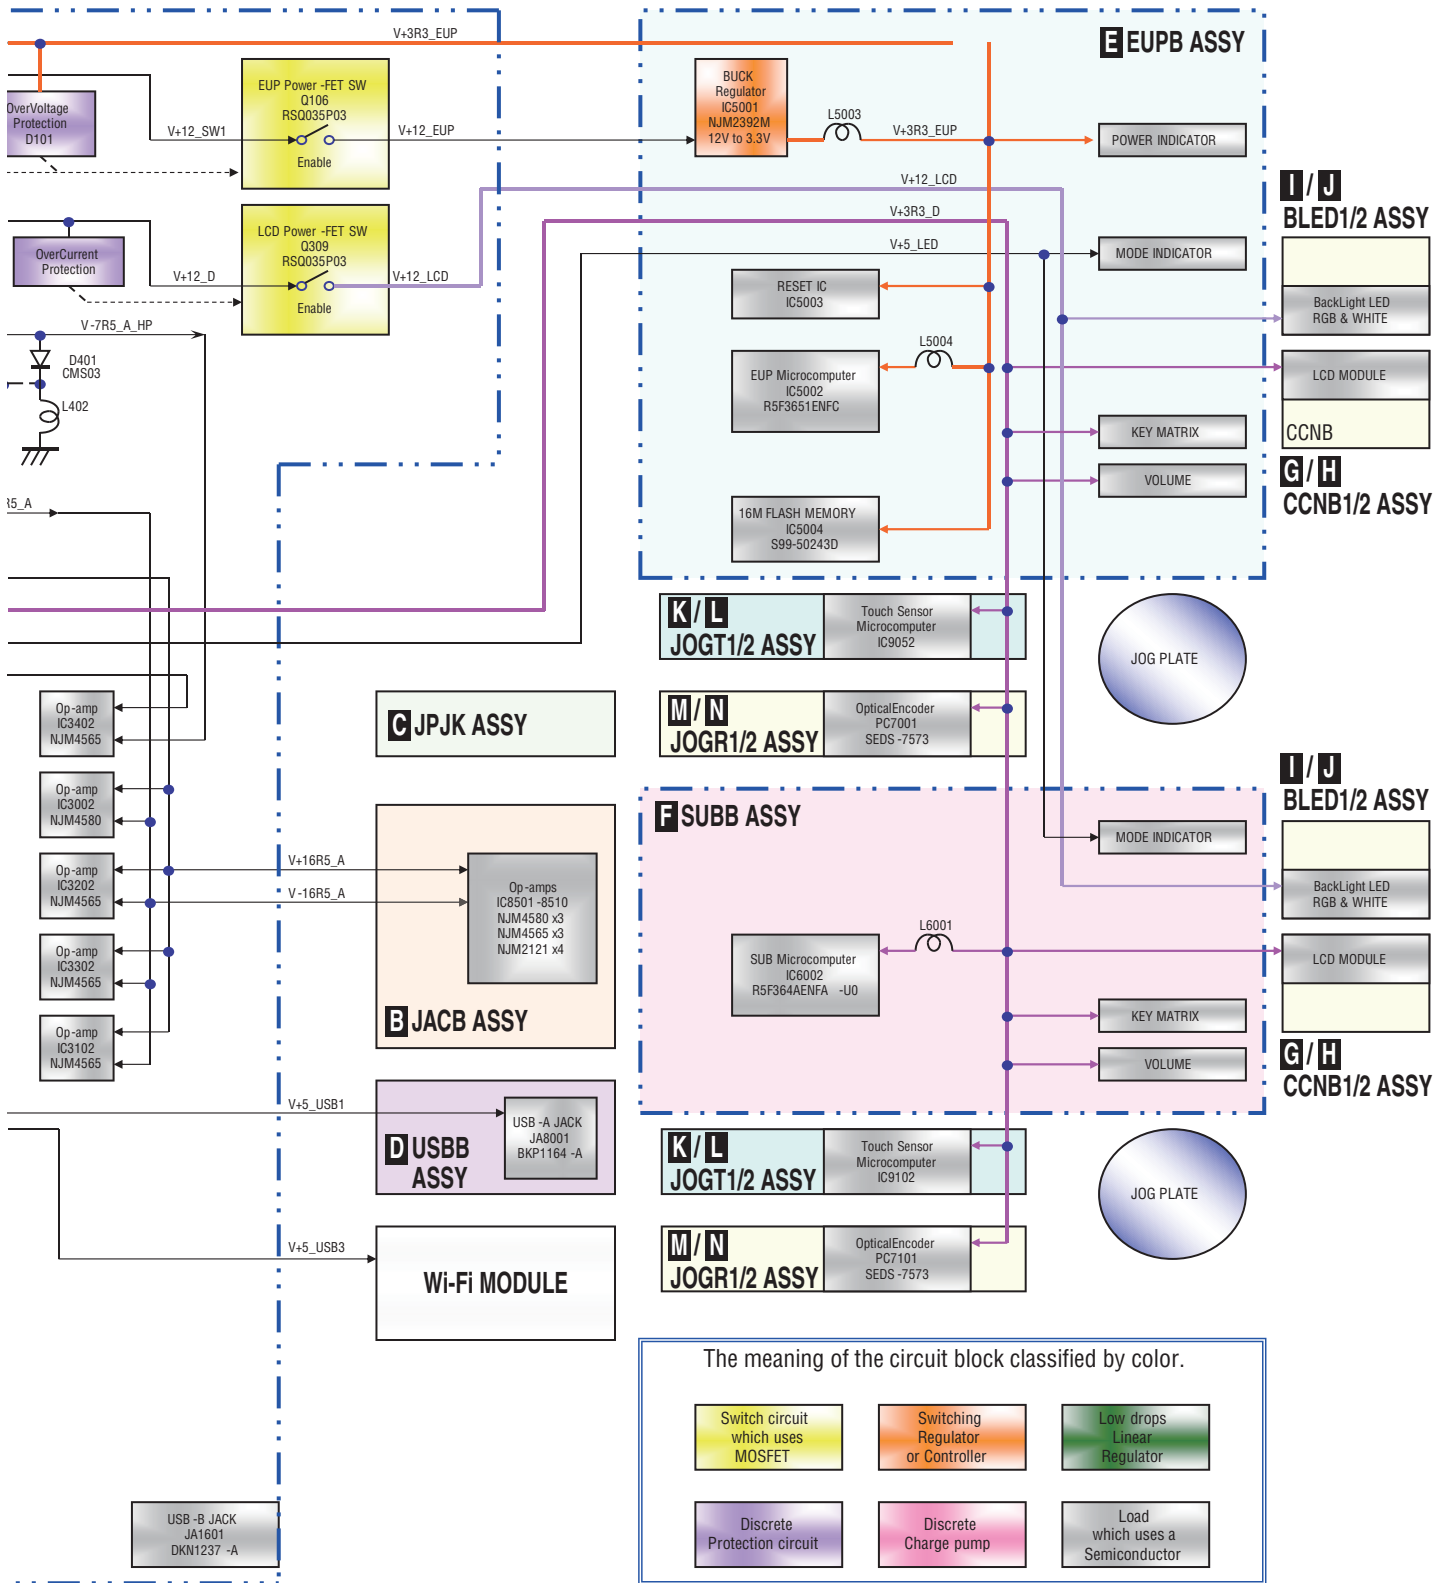 V+3R3_EUP
E EUPB ASSY
OverVoltage
Protection
D101
EUP Power -FET SW
Q106
RSQ035P03
Enable
V+12_SW1
V+12_EUP
BUCK
Regulator
IC5001
NJM2392M
12V to 3.3V
L5003
V+3R3_EUP
POWER INDICATOR
V+12_LCD
I / J
BLED1/2 ASSY
V+3R3_D
OverCurrent
Protection
LCD Power -FET SW
Q309
RSQ035P03
Enable
V+12_D
V+12_LCD
V+5_LED
MODE INDICATOR
RESET IC
IC5003
BackLight LED
RGB & WHITE
V-7R5_A_HP
D401
CMS03
L402
L5004
EUP Microcomputer
IC5002
R5F3651ENFC
LCD MODULE
KEY MATRIX
CCNB
VOLUME
G / H
CCNB1/2 ASSY
R5_A
16M FLASH MEMORY
IC5004
S99-50243D
K / L
JOGT1/2 ASSY
Touch Sensor
Microcomputer
IC9052
JOG PLATE
Op-amp
IC3402
NJM4565
C JPJK ASSY
M / N
JOGR1/2 ASSY
OpticalEncoder
PC7001
SEDS -7573
Op-amp
IC3002
NJM4580
I / J
BLED1/2 ASSY
F SUBB ASSY
MODE INDICATOR
Op-amp
IC3202
NJM4565
V+16R5_A
V-16R5_A
Op-amps
IC8501 -8510
NJM4580 x3
NJM4565 x3
NJM2121 x4
BackLight LED
RGB & WHITE
Op-amp
IC3302
NJM4565
L6001
SUB Microcomputer
IC6002
R5F364AENFA -U0
LCD MODULE
Op-amp
IC3102
NJM4565
B JACB ASSY
KEY MATRIX
VOLUME
G / H
CCNB1/2 ASSY
V+5_USB1
D USBB
ASSY
USB -A JACK
JA8001
BKP1164 -A
K / L
JOGT1/2 ASSY
Touch Sensor
Microcomputer
IC9102
JOG PLATE
V+5_USB3
Wi-Fi MODULE
M / N
JOGR1/2 ASSY
OpticalEncoder
PC7101
SEDS -7573
The meaning of the circuit block classified by color.
Switch circuit
which uses
MOSFET
Switching
Regulator
or Controller
Low drops
Linear
Regulator
USB -B JACK
JA1601
DKN1237 -A
Discrete
Protection circuit
Discrete
Charge pump
Load
which uses a
Semiconductor